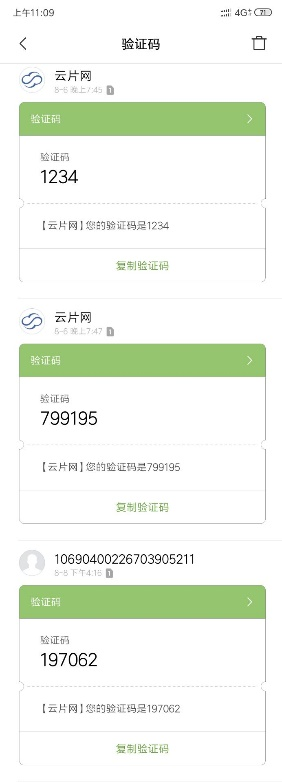 上午11:09
4G 71
验证码
云片网
8-6 晚上7:45 1
验证码
验证码
1234
【云片网】您的验证码是1234
复制验证码
云片网
8-6 晚上7:47 1
验证码
验证码
799195
【云片网】您的验证码是799195
复制验证码
10690400226703905211
8-8 下午4:16 1
验证码
验证码
197062
【云片网】您的验证码是197062
复制验证码